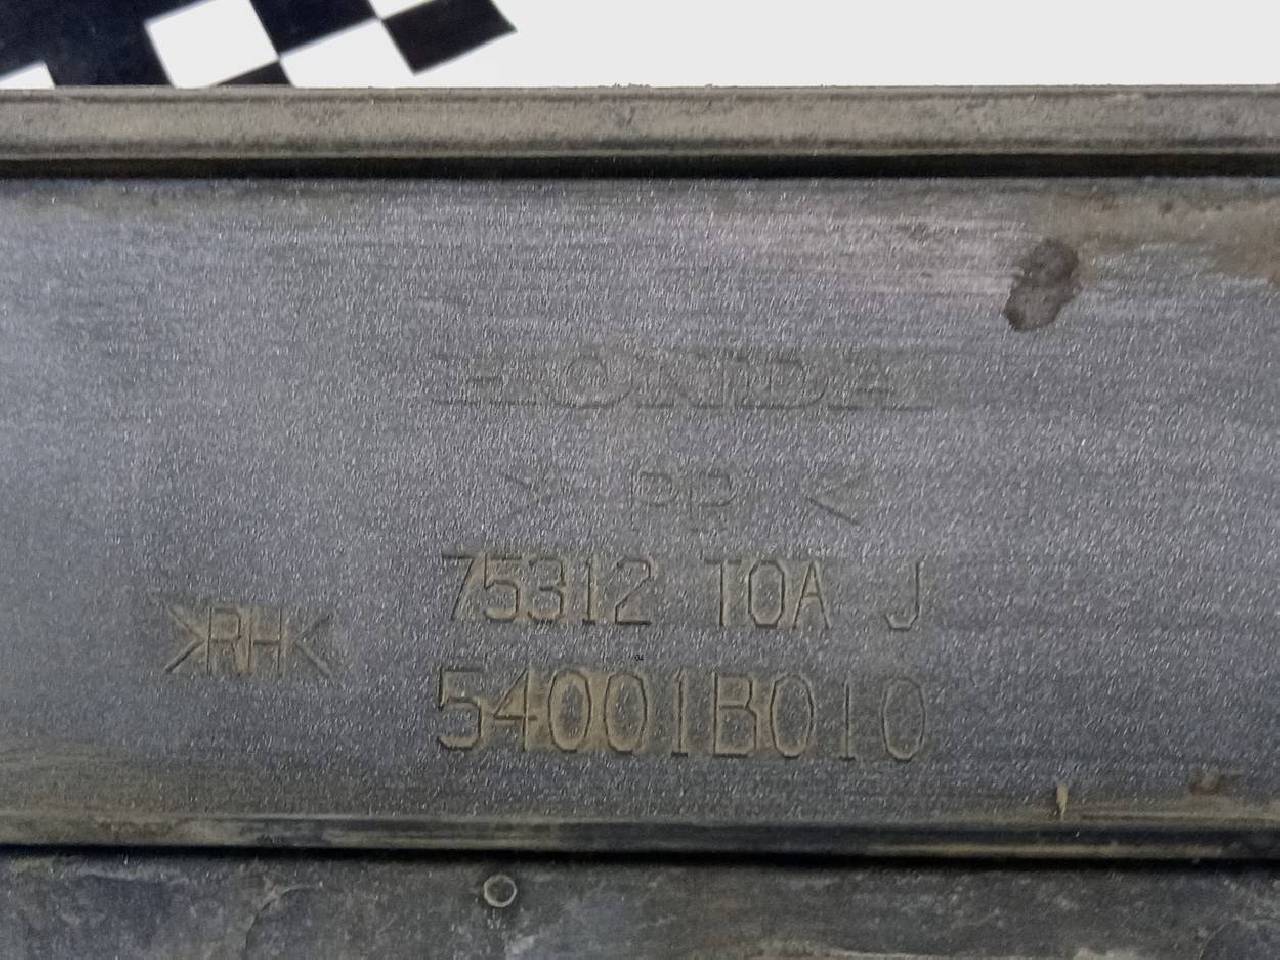 HONDA
> PP <
75312 T0A J
>RH<
54001B010